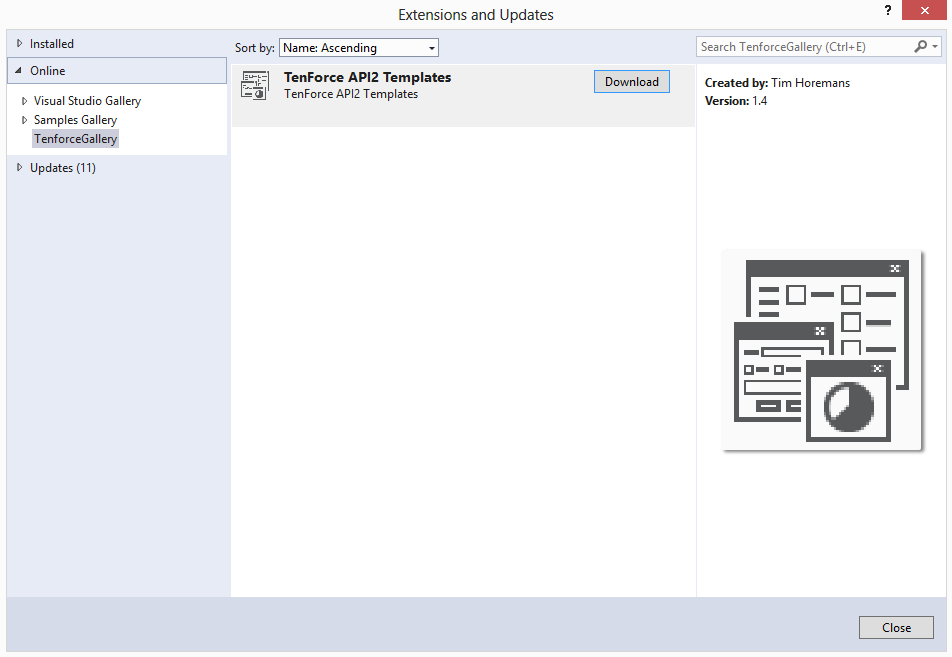 Extensions and Updates
?
Installed
Online
Visual Studio Gallery
Samples Gallery
TenforceGallery
Updates (11)
Sort by: Name: Ascending
TenForce API2 Templates
TenForce API2 Templates
Download
Search TenforceGallery (Ctrl+E)
Created by: Tim Horemans
Version: 1.4
Close